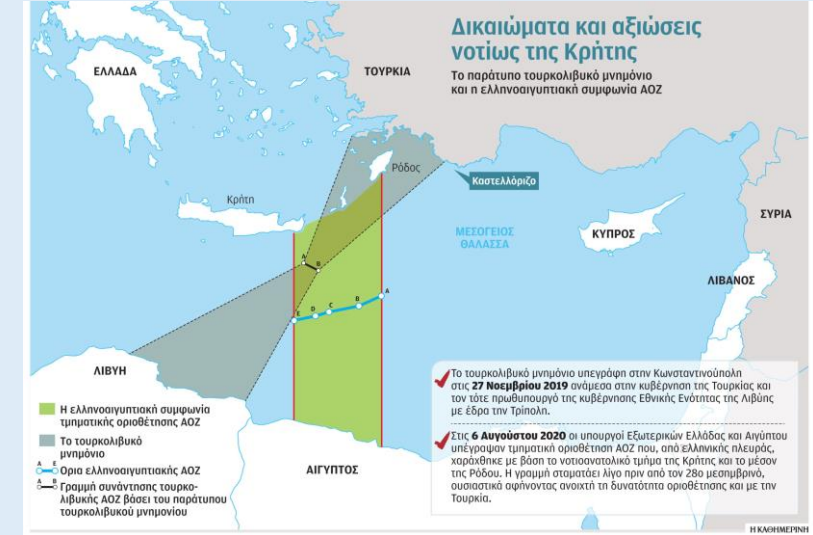 Δικαιώματα και αξιώσεις
νοτίως της Κρήτης
Το παράτυπο τουρκολιβυκό μνημόνιο
και η ελληνοαιγυπτιακή συμφωνία ΑΟΖ
ΕΛΛΑΔΑ
ΤΟΥΡΚΙΑ
Ρόδος
Καστελλόριζο
Κρήτη
ΜΕΣΟΓΕΙΟΣ
ΘΑΛΑΣΣΑ
ΚΥΠΡΟΣ
ΣΥΡΙΑ
ΛΙΒΑΝΟΣ
A
B
E
D
C
B
A
ΛΙΒΥΗ
ΑΙΓΥΠΤΟΣ
Η ελληνοαιγυπτιακή συμφωνία
τμηματικής οριοθέτησης ΑΟΖ
Το τουρκολιβυκό
μνημόνιο
A E
Ορια ελληνοαιγυπτιακής ΑΟΖ
A B
Γραμμή συνάντησης τουρκο-
λιβυκής ΑΟΖ βάσει του παράτυπου
τουρκολιβυκού μνημονίου
Το τουρκολιβυκό μνημόνιο υπεγράφη στην Κωνσταντινούπολη
στις 27 Νοεμβρίου 2019 ανάμεσα στην κυβέρνηση της Τουρκίας και
τον τότε πρωθυπουργό της κυβέρνησης Εθνικής Ενότητας της Λιβύης
με έδρα την Τρίπολη.
Στις 6 Αυγούστου 2020 οι υπουργοί Εξωτερικών Ελλάδας και Αιγύπτου
υπέγραψαν τμηματική οριοθέτηση ΑΟΖ που, από ελληνικής πλευράς,
χαράχθηκε με βάση το νοτιοανατολικό τμήμα της Κρήτης και το μέσον
της Ρόδου. Η γραμμή σταματάει λίγο πριν από τον 28ο μεσημβρινό,
ουσιαστικά αφήνοντας ανοιχτή τη δυνατότητα οριοθέτησης και με την
Τουρκία.
Η ΚΑΘΗΜΕΡΙΝΗ